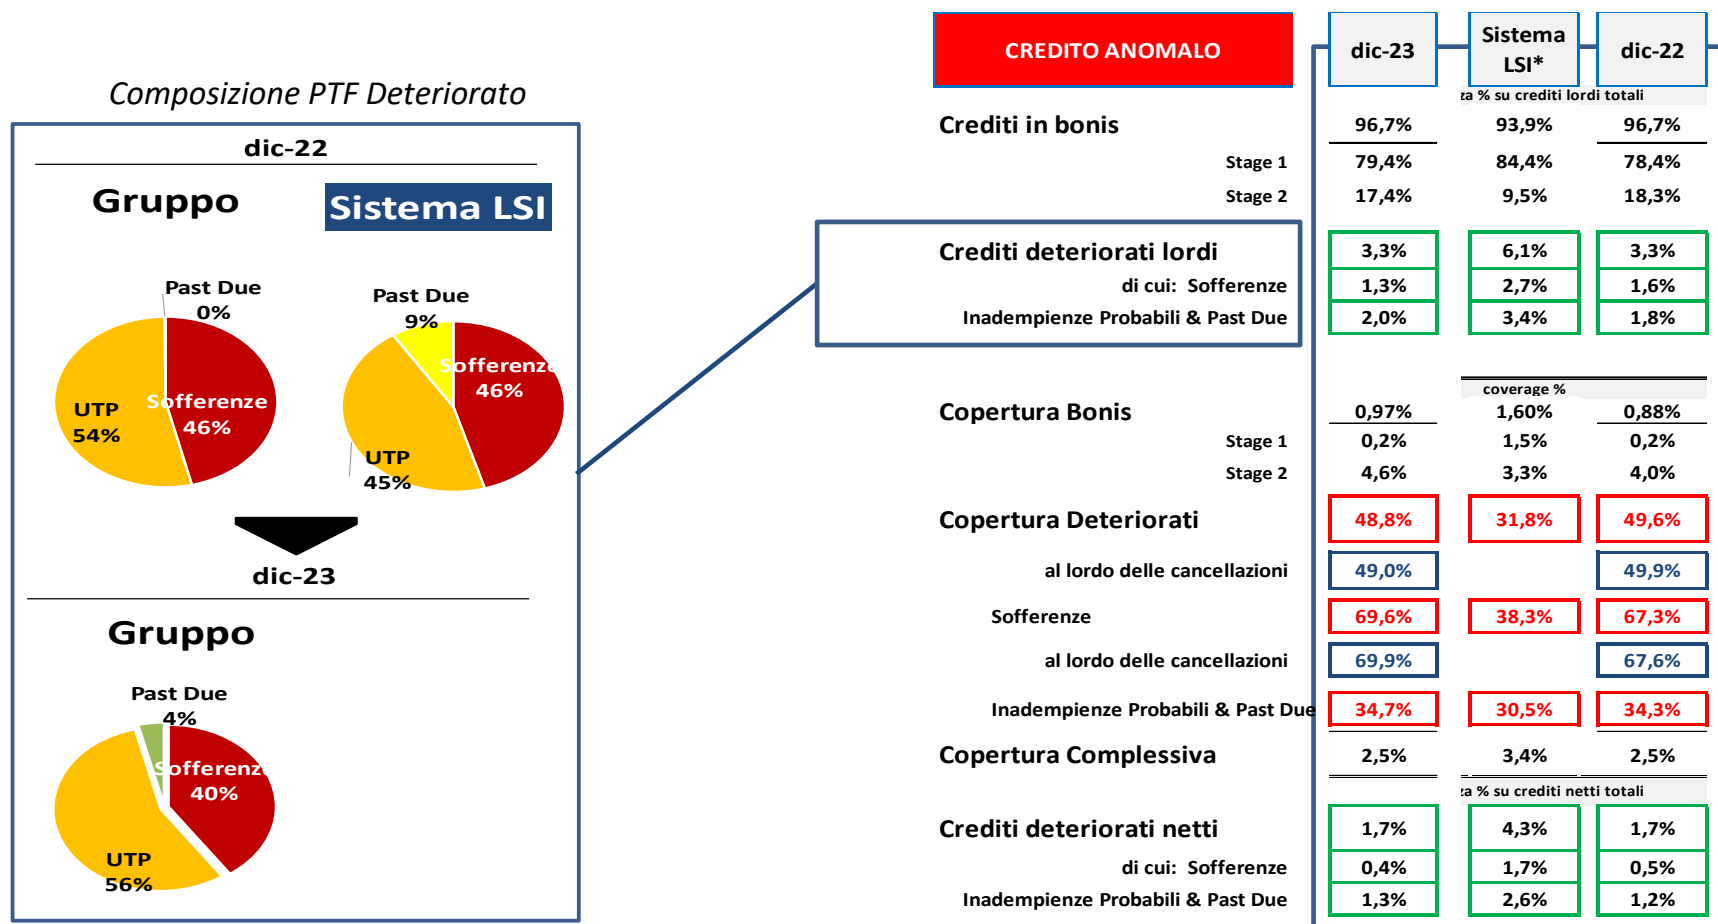 Composizione PTF Deteriorato
dic-22
Gruppo
Sistema LSI
Past Due
0%
UTP
54%
Sofferenze
46%
Past Due
9%
Sofferenze
46%
UTP
45%
dic-23
Gruppo
Past Due
4%
Sofferenze
40%
UTP
56%
CREDITO ANOMALO dic-23 Sistema LSI* dic-22
% su crediti lordi totali
Crediti in bonis 96,7% 93,9% 96,7%
Stage 1 79,4% 84,4% 78,4%
Stage 2 17,4% 9,5% 18,3%
Crediti deteriorati lordi 3,3% 6,1% 3,3%
di cui: Sofferenze 1,3% 2,7% 1,6%
Inadempienze Probabili & Past Due 2,0% 3,4% 1,8%
coverage %
Copertura Bonis 0,97% 1,60% 0,88%
Stage 1 0,2% 1,5% 0,2%
Stage 2 4,6% 3,3% 4,0%
Copertura Deteriorati 48,8% 31,8% 49,6%
al lordo delle cancellazioni 49,0% 49,9%
Sofferenze 69,6% 38,3% 67,3%
al lordo delle cancellazioni 69,9% 67,6%
Inadempienze Probabili & Past Due 34,7% 30,5% 34,3%
Copertura Complessiva 2,5% 3,4% 2,5%
% su crediti netti totali
Crediti deteriorati netti 1,7% 4,3% 1,7%
di cui: Sofferenze 0,4% 1,7% 0,5%
Inadempienze Probabili & Past Due 1,3% 2,6% 1,2%